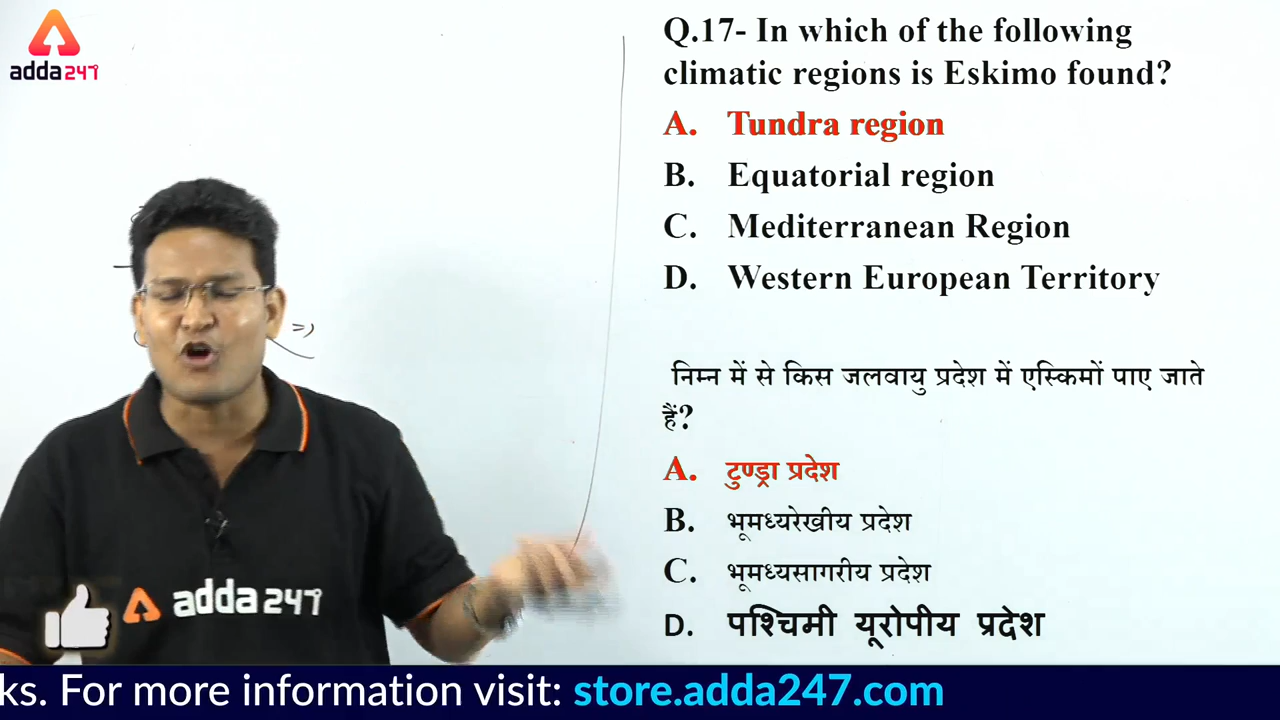 adda247
Q.17- In which of the following
climatic regions is Eskimo found?
A. Tundra region
B. Equatorial region
C. Mediterranean Region
D. Western European Territory
निम्न में से किस जलवायु प्रदेश में एस्किमों पाए जाते
हैं?
A. टुण्ड्रा प्रदेश
B. भूमध्यरेखीय प्रदेश
C. भूमध्यसागरीय प्रदेश
D. पश्चिमी यूरोपीय प्रदेश
adda247
ks. For more information visit: store.adda247.com